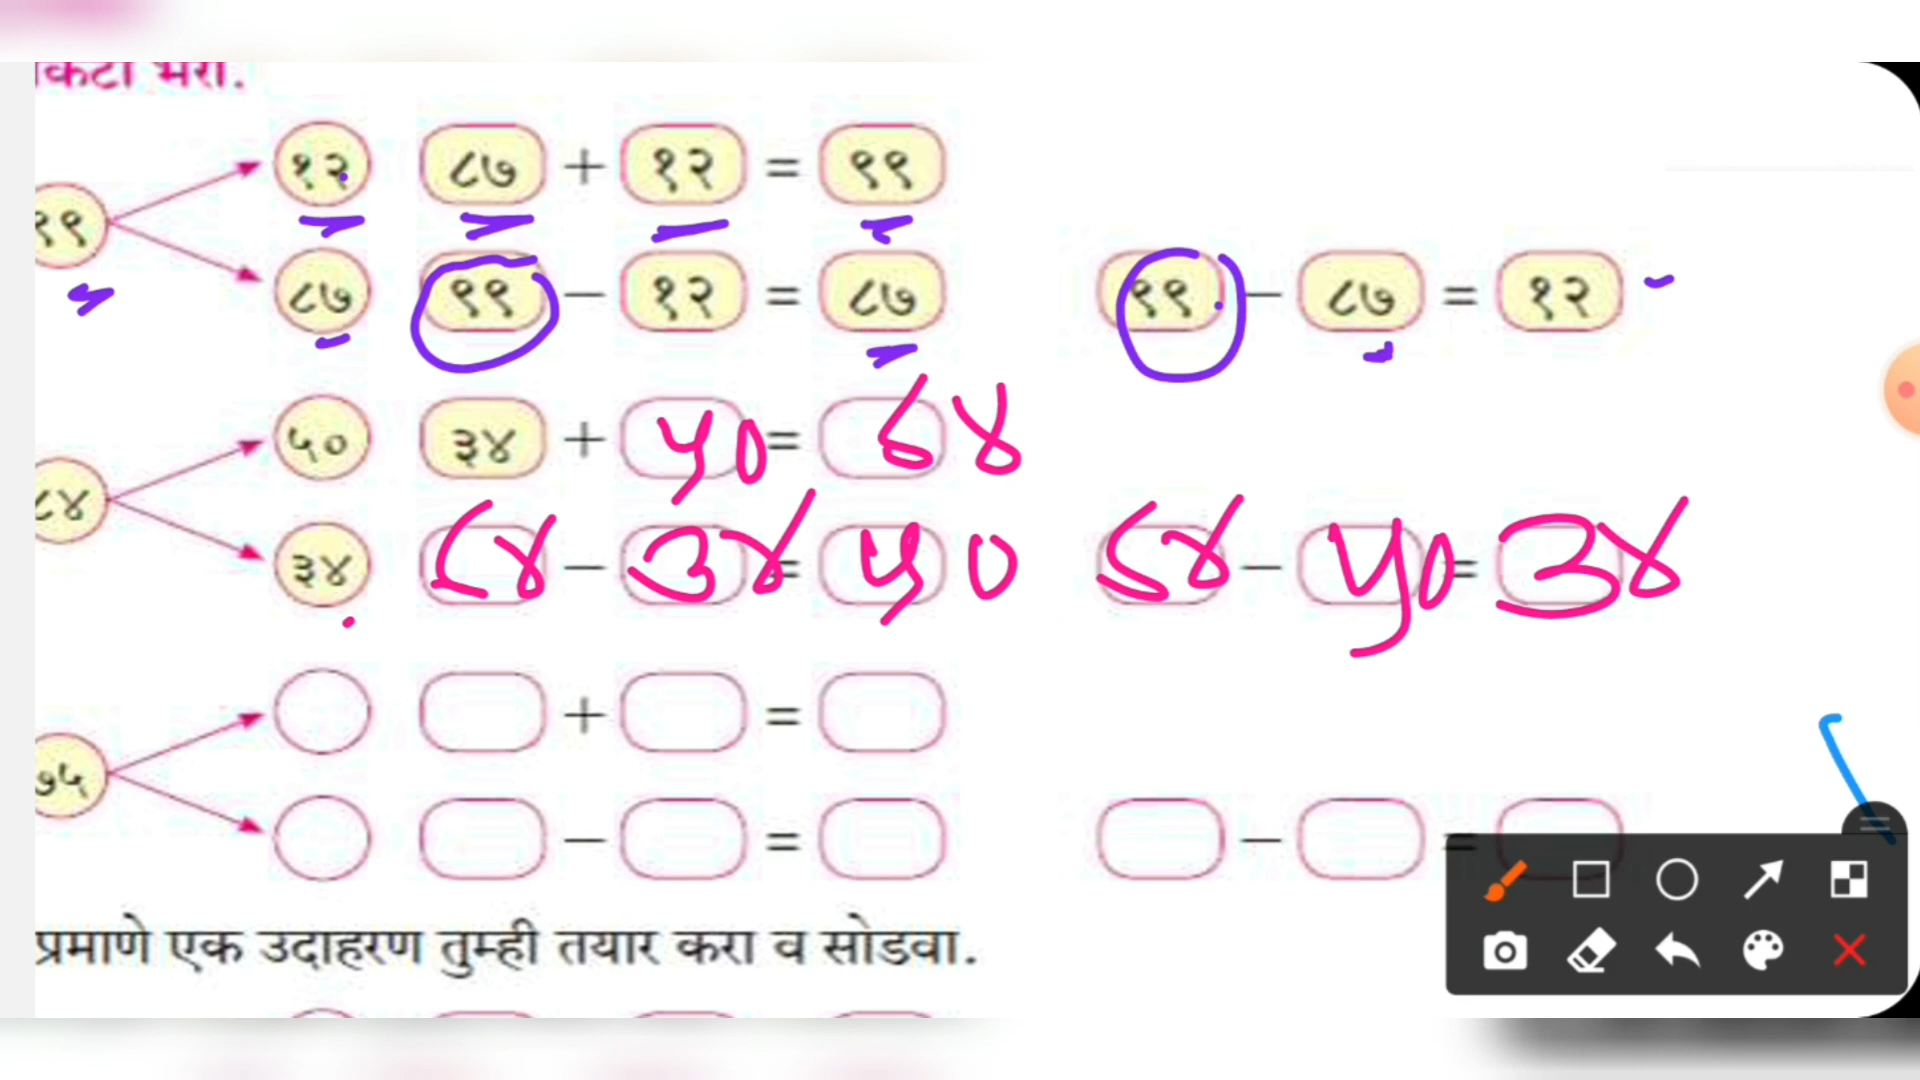 किटी भरा.
१२ ८७ + १२ = ९९
९९
८७ ९९ − १२ = ८७ ९९ − ८७ = १२
५० ३४ + ५० = ८४
८४
३४ ८४ − ३४ = ५० ८४ − ५० = ३४
+ =
७५
− = − =
प्रमाणे एक उदाहरण तुम्ही तयार करा व सोडवा.